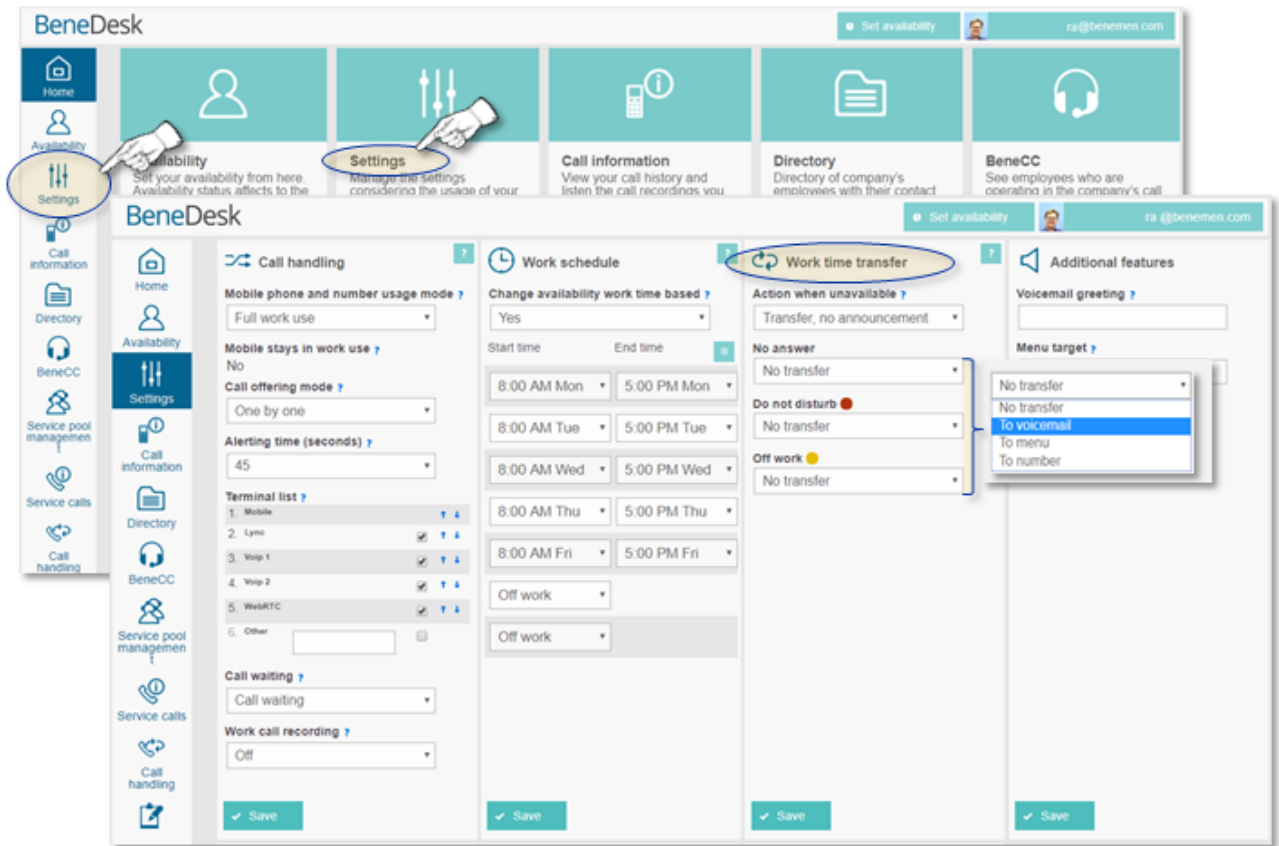 BeneDesk
Set availability
ra@benemen.com
Home
Availability
Settings
Call
information
Directory
BeneCC
Service pool
managemen
t
Service calls
Call
handling
Availability
Set your availability from here.
Availability status affects to the
Settings
Manage the settings
considering the usage of your
Call information
View your call history and
listen the call recordings you
Directory
Directory of company's
employees with their contact
BeneCC
See employees who are
operating in the company's call
BeneDesk
Set availability
ra @benemen.com
Home
Availability
Settings
Call
information
Directory
BeneCC
Service pool
managemen
t
Service calls
Call
handling
Call handling
?
Mobile phone and number usage mode ?
Full work use
Mobile stays in work use ?
No
Call offering mode ?
One by one
Alerting time (seconds) ?
45
Terminal list ?
1. Mobile
2. Lync
3. Voip 1
4. Voip 2
5. WebRTC
6. Other
Call waiting ?
Call waiting
Work call recording ?
Off
Save
Work schedule
?
Change availability work time based ?
Yes
Start time End time
8:00 AM Mon 5:00 PM Mon
8:00 AM Tue 5:00 PM Tue
8:00 AM Wed 5:00 PM Wed
8:00 AM Thu 5:00 PM Thu
8:00 AM Fri 5:00 PM Fri
Off work
Off work
Save
Work time transfer
?
Action when unavailable ?
Transfer, no announcement
No answer
No transfer
Do not disturb
No transfer
Off work
No transfer
Save
No transfer
No transfer
To voicemail
To menu
To number
Additional features
Voicemail greeting ?
Menu target ?
Save